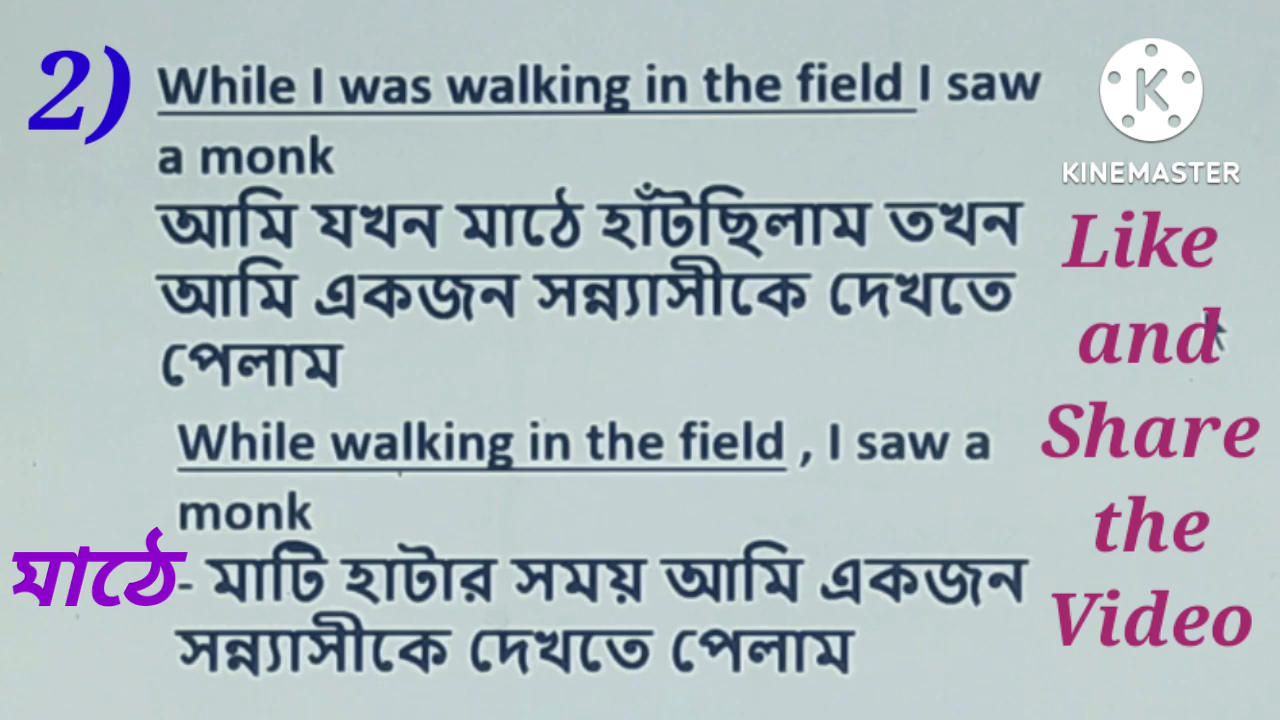 2)
While I was walking in the field I saw
a monk
আমি যখন মাঠে হাঁটছিলাম তখন
আমি একজন সন্ন্যাসীকে দেখতে
পেলাম
While walking in the field , I saw a
monk
মাঠে - মাটি হাটার সময় আমি একজন
সন্ন্যাসীকে দেখতে পেলাম
K
KINEMASTER
Like
and
Share
the
Video